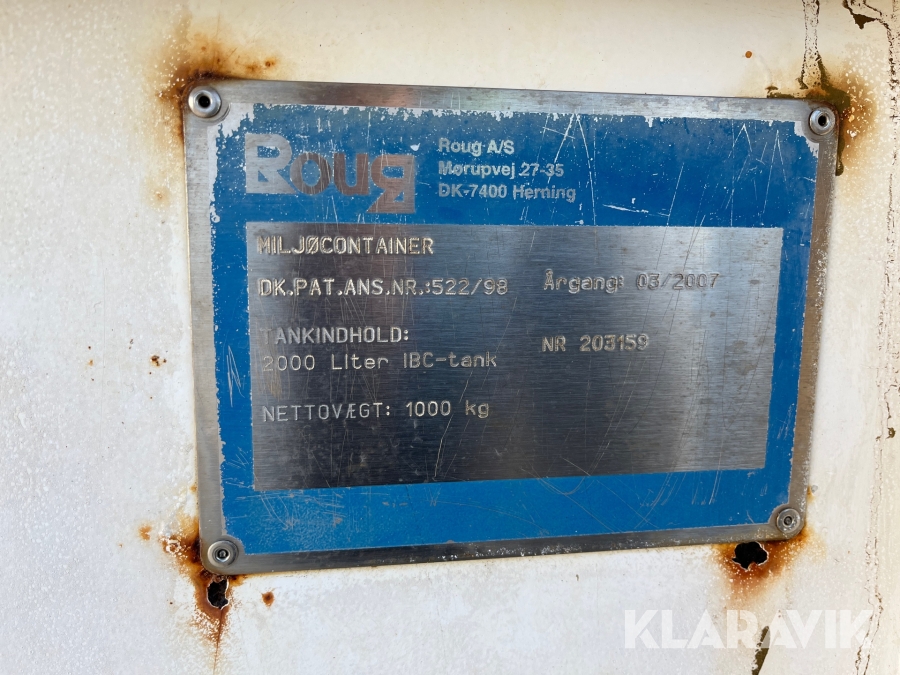 Roug
Roug A/S
Mørupvej 27-35
DK-7400 Herning
MILJØCONTAINER
DK.PAT.ANS.NR.:522/98 Årgang: 03/2007
TANKINDHOLD:
2000 Liter IBC-tank
NR 203159
NETTOVÆGT: 1000 kg
KLARAVIK